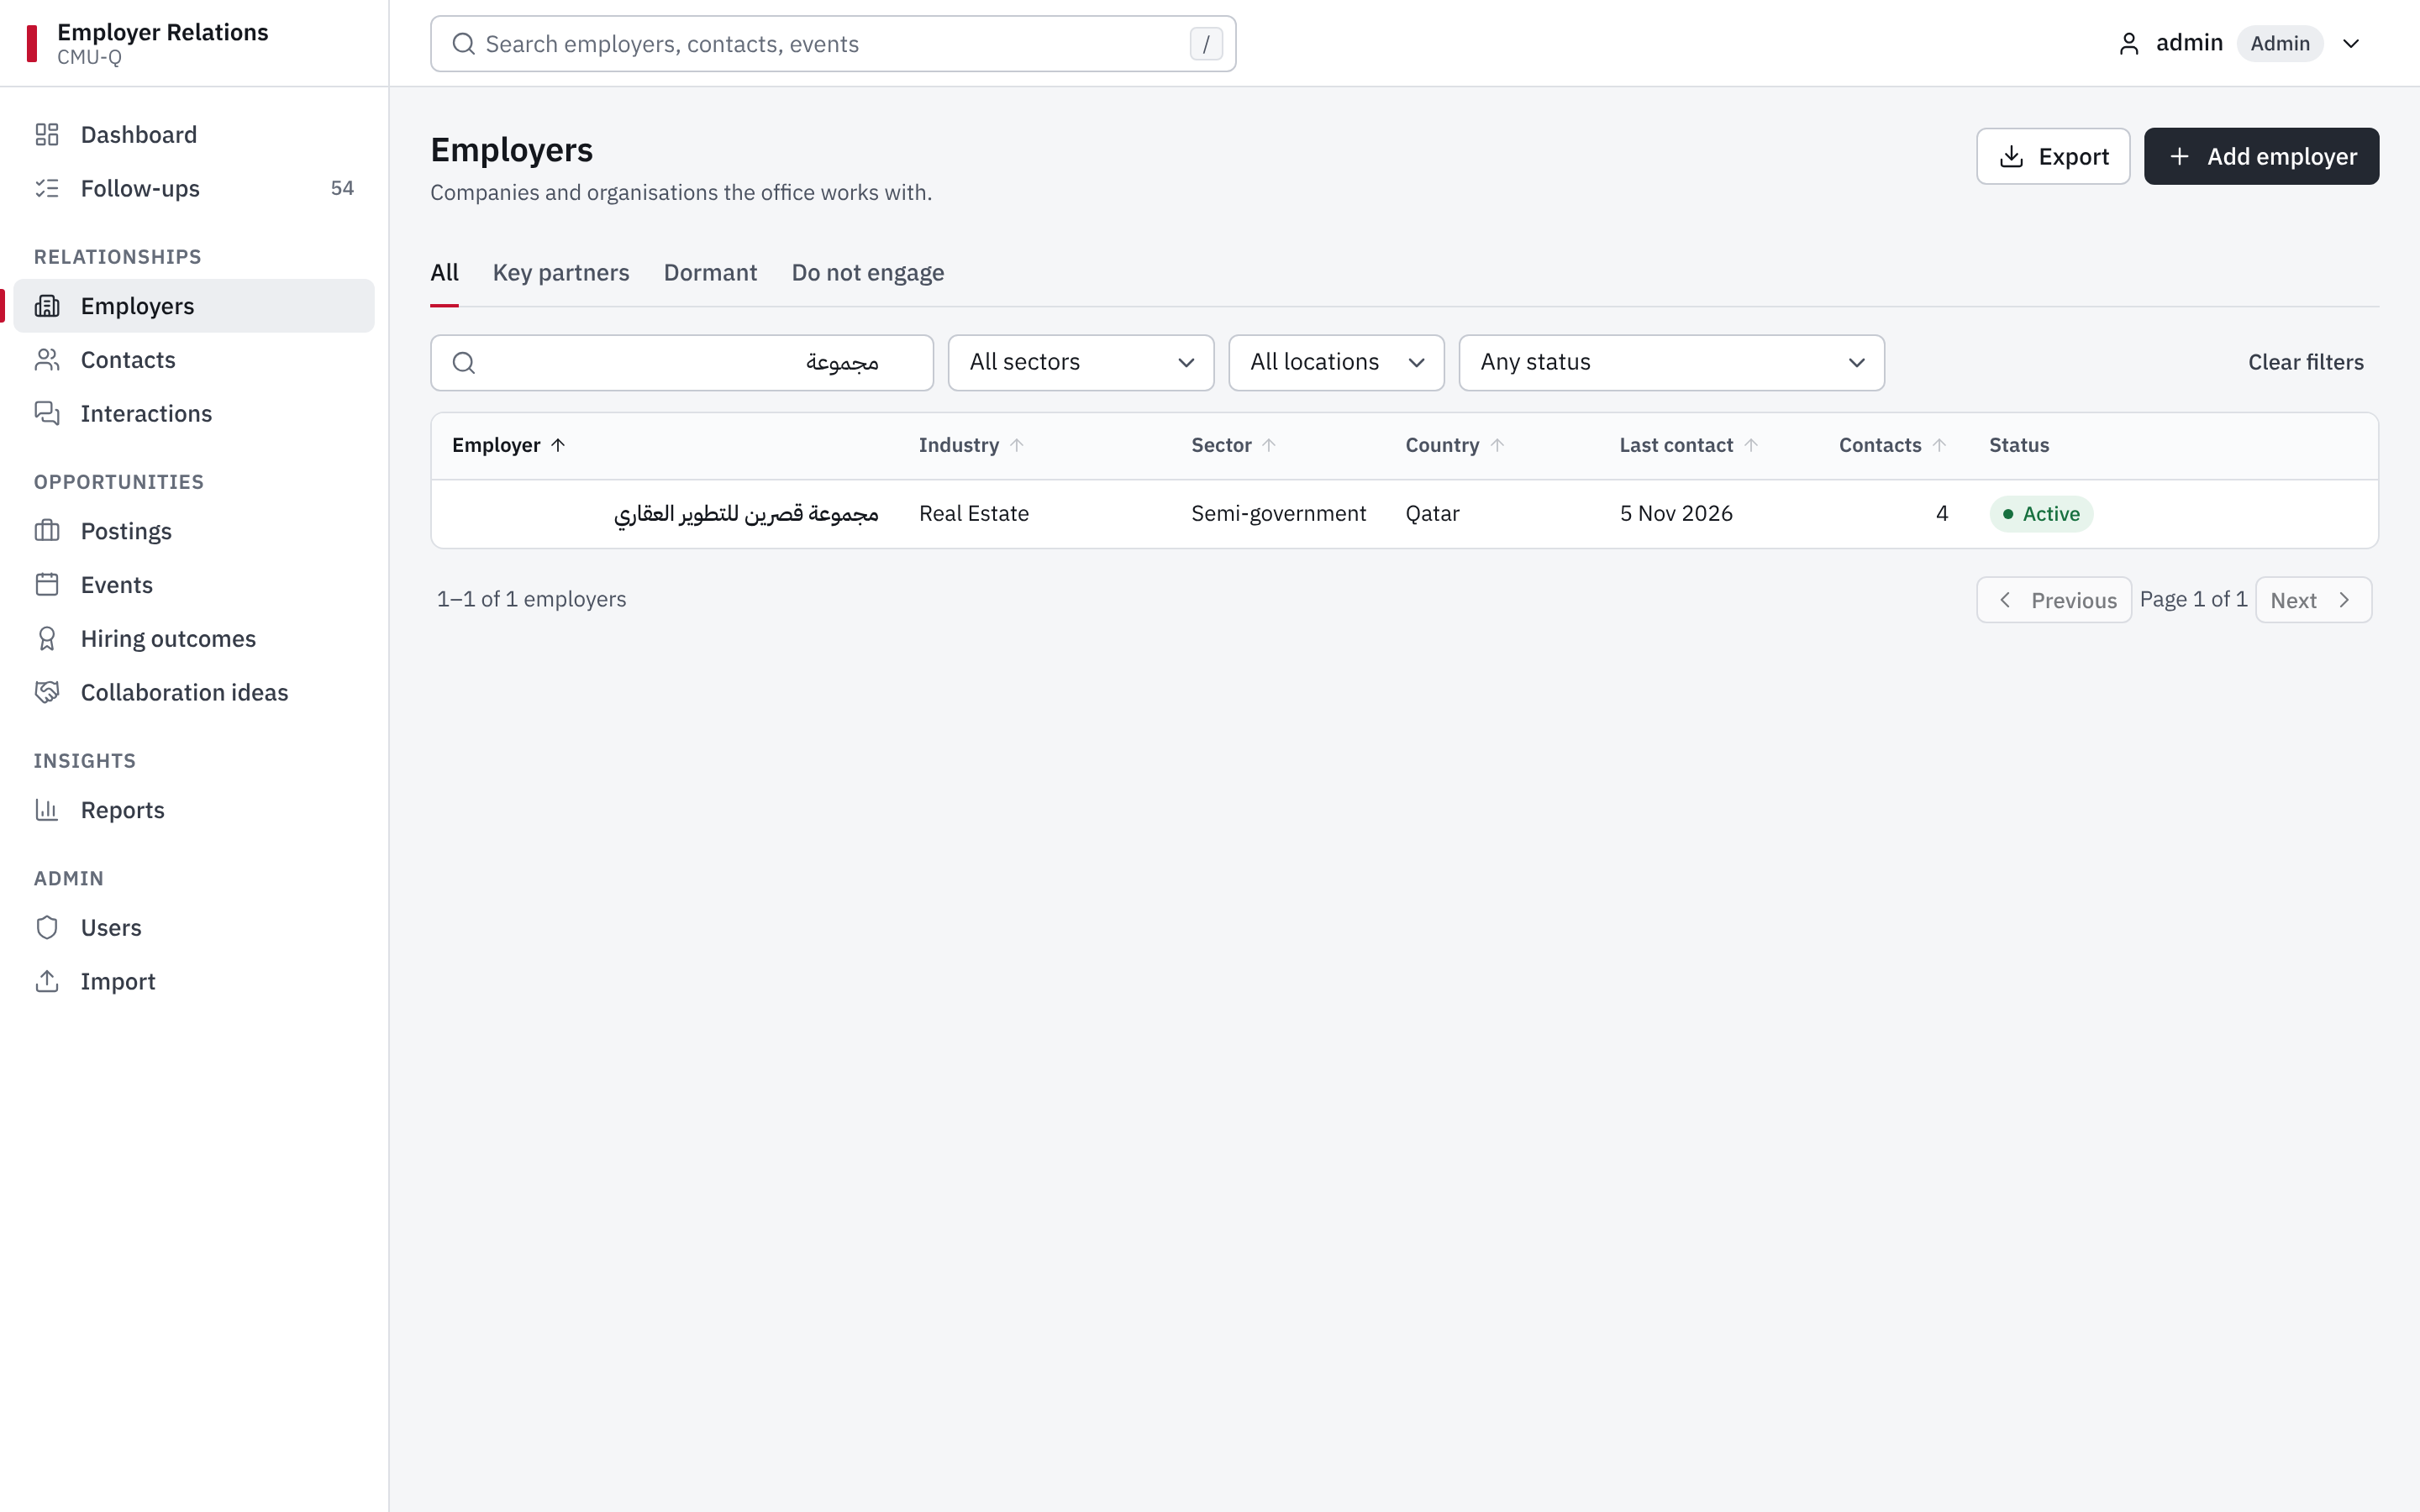 Employer Relations
CMU-Q
Search employers, contacts, events /
admin Admin
Dashboard
Follow-ups 54
RELATIONSHIPS
Employers
Contacts
Interactions
OPPORTUNITIES
Postings
Events
Hiring outcomes
Collaboration ideas
INSIGHTS
Reports
ADMIN
Users
Import
Employers
Companies and organisations the office works with.
Export
Add employer
All Key partners Dormant Do not engage
مجموعة All sectors All locations Any status Clear filters
Employer Industry Sector Country Last contact Contacts Status
مجموعة قصرين للتطوير العقاري Real Estate Semi-government Qatar 5 Nov 2026 4 Active
1–1 of 1 employers Previous Page 1 of 1 Next